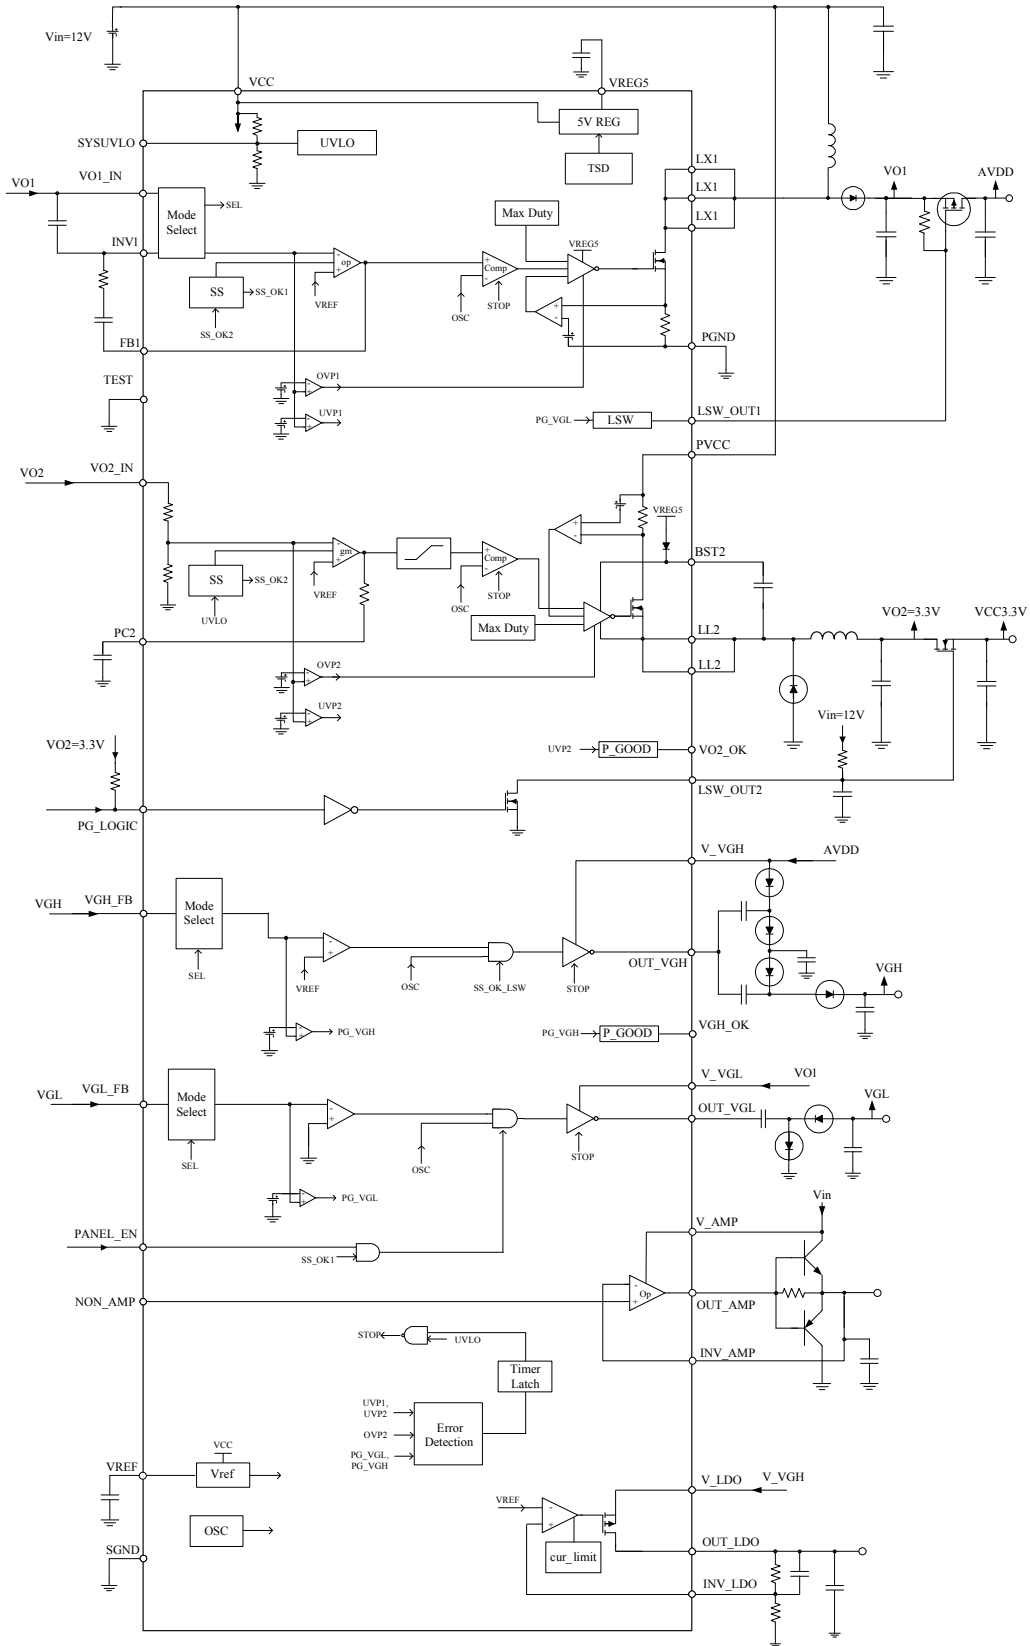 Vin=12V
VCC
VREG5
5V REG
SYSUVLO
UVLO
TSD
LX1
VO1
VO1_IN
VO1
AVDD
Mode
Select
SEL
Max Duty
LX1
LX1
INV1
VREG5
-
op
+
+
Comp
-
SS
SS_OK1
VREF
STOP
OSC
+
-
SS_OK2
FB1
PGND
TEST
OVP1
-
+
UVP1
-
+
PG_VGL
LSW
LSW_OUT1
PVCC
VO2
VO2_IN
VREG5
+
-
-
gm
+
+
Comp
-
BST2
SS
SS_OK2
VREF
STOP
OSC
UVLO
Max Duty
VO2=3.3V
VCC3.3V
PC2
LL2
OVP2
-
+
LL2
UVP2
-
+
Vin=12V
VO2=3.3V
UVP2
P_GOOD
VO2_OK
LSW_OUT2
PG_LOGIC
V_VGH
AVDD
VGH
VGH_FB
Mode
Select
-
+
SEL
VREF
OSC
SS_OK_LSW
STOP
OUT_VGH
VGH
-
+
PG_VGH
PG_VGH
P_GOOD
VGH_OK
VGL
VGL_FB
Mode
Select
V_VGL
VO1
OUT_VGL
VGL
-
+
SEL
OSC
STOP
-
+
PG_VGL
Vin
PANEL_EN
V_AMP
SS_OK1
-
Op
+
NON_AMP
OUT_AMP
STOP
UVLO
INV_AMP
Timer
Latch
UVP1,
UVP2
OVP2
PG_VGL,
PG_VGH
Error
Detection
VCC
VREF
Vref
V_LDO
V_VGH
VREF
-
+
OSC
OUT_LDO
SGND
cur_limit
INV_LDO